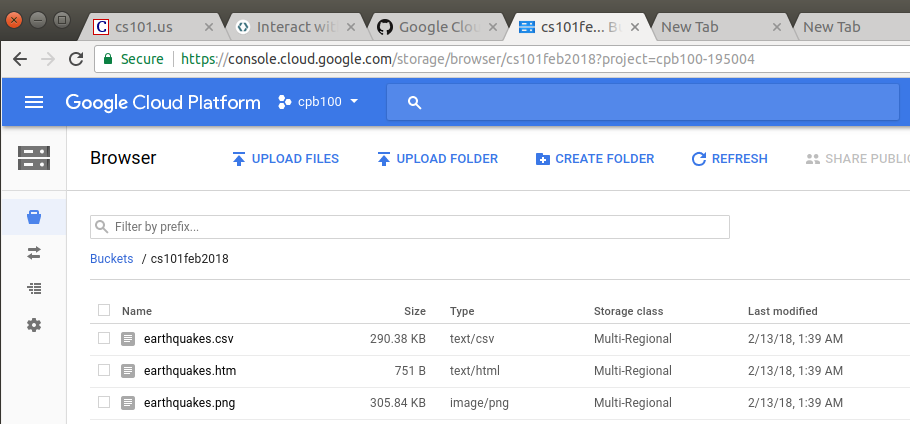 cs101.us Interact wit Google Clou cs101fe... Bu New Tab New Tab
Secure https://console.cloud.google.com/storage/browser/cs101feb2018?project=cpb100-195004
Google Cloud Platform cpb100
Browser UPLOAD FILES UPLOAD FOLDER CREATE FOLDER REFRESH SHARE PUBLIC
Filter by prefix...
Buckets / cs101feb2018
Name Size Type Storage class Last modified
earthquakes.csv 290.38 KB text/csv Multi-Regional 2/13/18, 1:39 AM
earthquakes.htm 751 B text/html Multi-Regional 2/13/18, 1:39 AM
earthquakes.png 305.84 KB image/png Multi-Regional 2/13/18, 1:39 AM